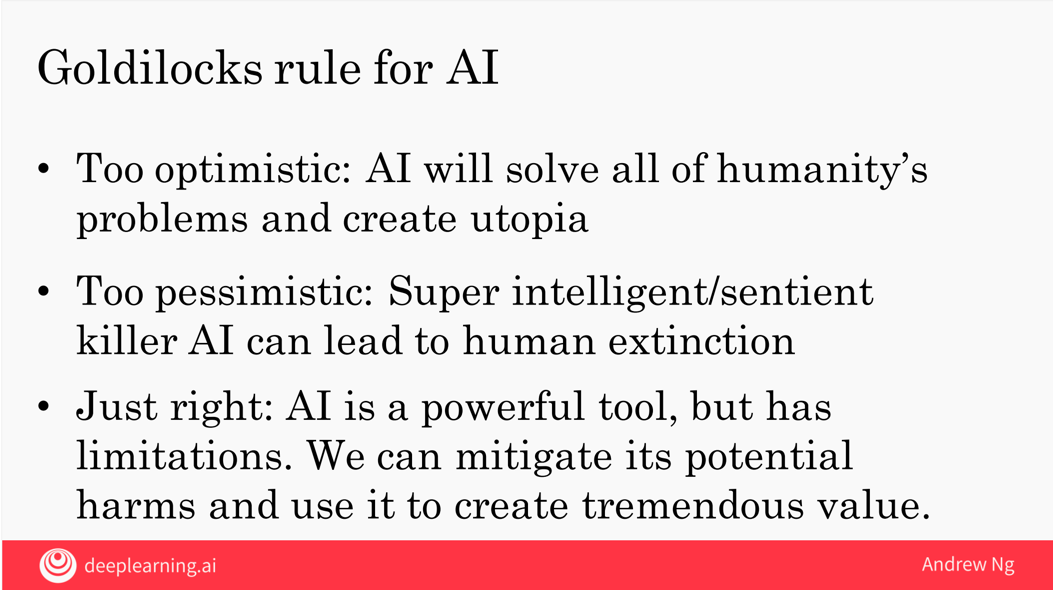 Goldilocks rule for AI
• Too optimistic: AI will solve all of humanity’s
problems and create utopia
• Too pessimistic: Super intelligent/sentient
killer AI can lead to human extinction
• Just right: AI is a powerful tool, but has
limitations. We can mitigate its potential
harms and use it to create tremendous value.
deeplearning.ai
Andrew Ng